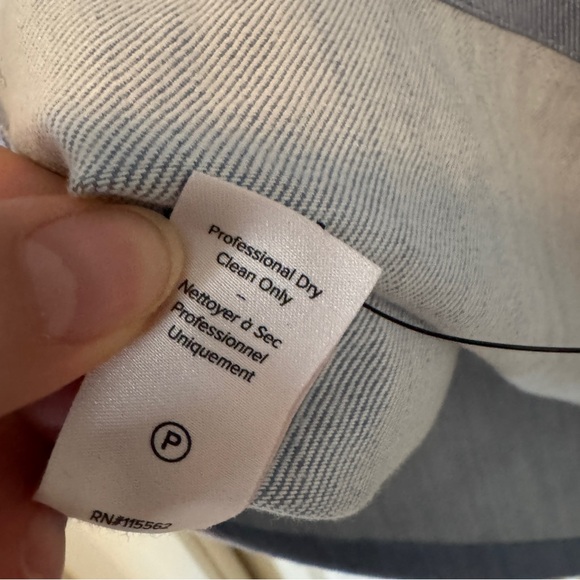 Professional Dry
Clean Only
-
Nettoyer à Sec
Professionnel
Uniquement
P
RN#115562